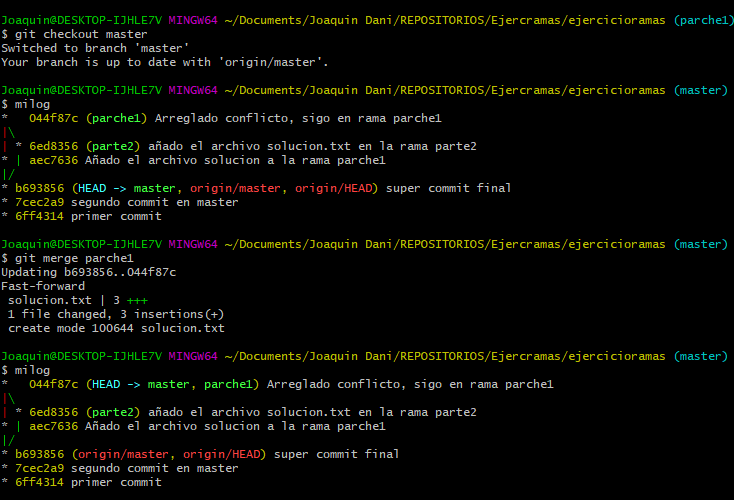 Joaquin@DESKTOP-IJHLE7V MINGW64 ~/Documents/Joaquin Dani/REPOSITORIOS/Ejercramas/ejercicioramas (parche1)
$ git checkout master
Switched to branch 'master'
Your branch is up to date with 'origin/master'.
Joaquin@DESKTOP-IJHLE7V MINGW64 ~/Documents/Joaquin Dani/REPOSITORIOS/Ejercramas/ejercicioramas (master)
$ milog
*   044f87c (parche1) Arreglado conflicto, sigo en rama parche1
|\
| * 6ed8356 (parte2) añado el archivo solucion.txt en la rama parte2
* | aec7636 Añado el archivo solucion a la rama parche1
|/
* b693856 (HEAD -> master, origin/master, origin/HEAD) super commit final
* 7cec2a9 segundo commit en master
* 6ff4314 primer commit
Joaquin@DESKTOP-IJHLE7V MINGW64 ~/Documents/Joaquin Dani/REPOSITORIOS/Ejercramas/ejercicioramas (master)
$ git merge parche1
Updating b693856..044f87c
Fast-forward
 solucion.txt | 3 +++
 1 file changed, 3 insertions(+)
 create mode 100644 solucion.txt
Joaquin@DESKTOP-IJHLE7V MINGW64 ~/Documents/Joaquin Dani/REPOSITORIOS/Ejercramas/ejercicioramas (master)
$ milog
*   044f87c (HEAD -> master, parche1) Arreglado conflicto, sigo en rama parche1
|\
| * 6ed8356 (parte2) añado el archivo solucion.txt en la rama parte2
* | aec7636 Añado el archivo solucion a la rama parche1
|/
* b693856 (origin/master, origin/HEAD) super commit final
* 7cec2a9 segundo commit en master
* 6ff4314 primer commit